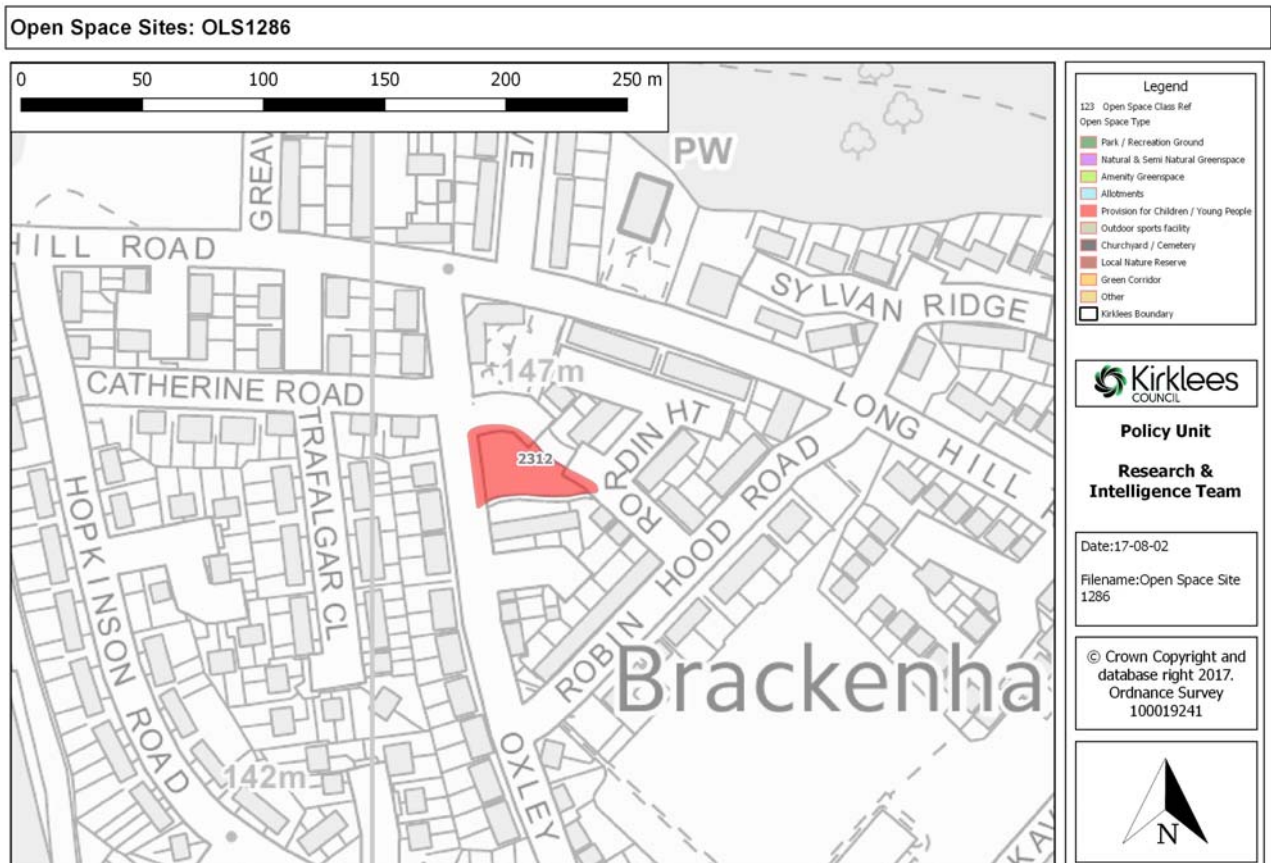 Open Space Sites: OLS1286
0 50 100 150 200 250 m
PW
GREAV
VE
HILL ROAD
SYLVAN RIDGE
147m
CATHERINE ROAD
LONG HILL
TRAFALGAR CL
2312
RORDIN HT
ROBIN HOOD ROAD
HOPKINSON ROAD
Brackenha
142m
OXLEY
KAV
Legend
123 Open Space Class Ref
Open Space Type
Park / Recreation Ground
Natural & Semi Natural Greenspace
Amenity Greenspace
Allotments
Provision for Children / Young People
Outdoor sports facility
Churchyard / Cemetery
Local Nature Reserve
Green Corridor
Other
Kirklees Boundary
Kirklees
COUNCIL
Policy Unit
Research &
Intelligence Team
Date:17-08-02
Filename:Open Space Site
1286
© Crown Copyright and
database right 2017.
Ordnance Survey
100019241
N